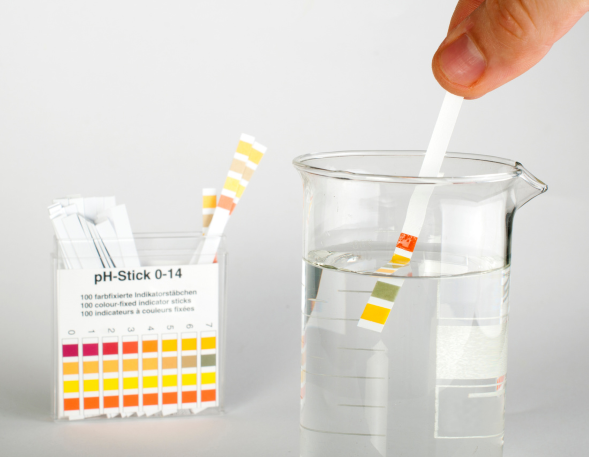 pH-Stick 0-14
100 farbfixierte Indikatorstäbchen
100 colour-fixed indicator sticks
100 indicateurs à couleurs fixées
0 1 2 3 4 5 6 7